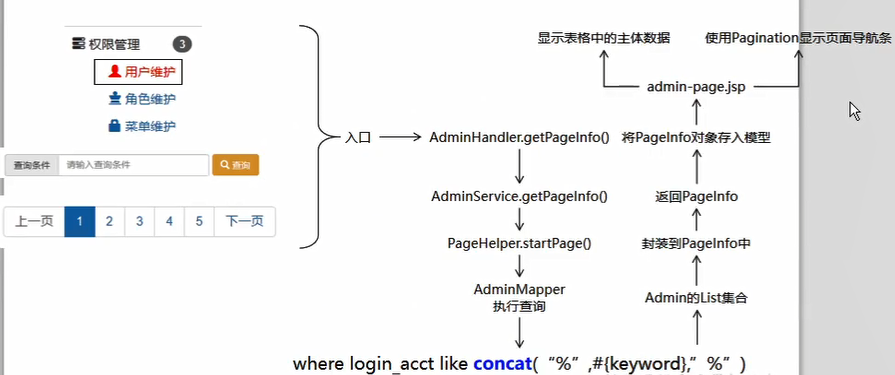 权限管理 3
用户维护
角色维护
菜单维护
查询条件 请输入查询条件 查询
上一页 1 2 3 4 5 下一页
入口
AdminHandler.getPageInfo()
AdminService.getPageInfo()
PageHelper.startPage()
AdminMapper
执行查询
where login_acct like concat(“%”,#{keyword},”%”)
Admin的List集合
封装到PageInfo中
返回PageInfo
将PageInfo对象存入模型
admin-page.jsp
显示表格中的主体数据
使用Pagination显示页面导航条